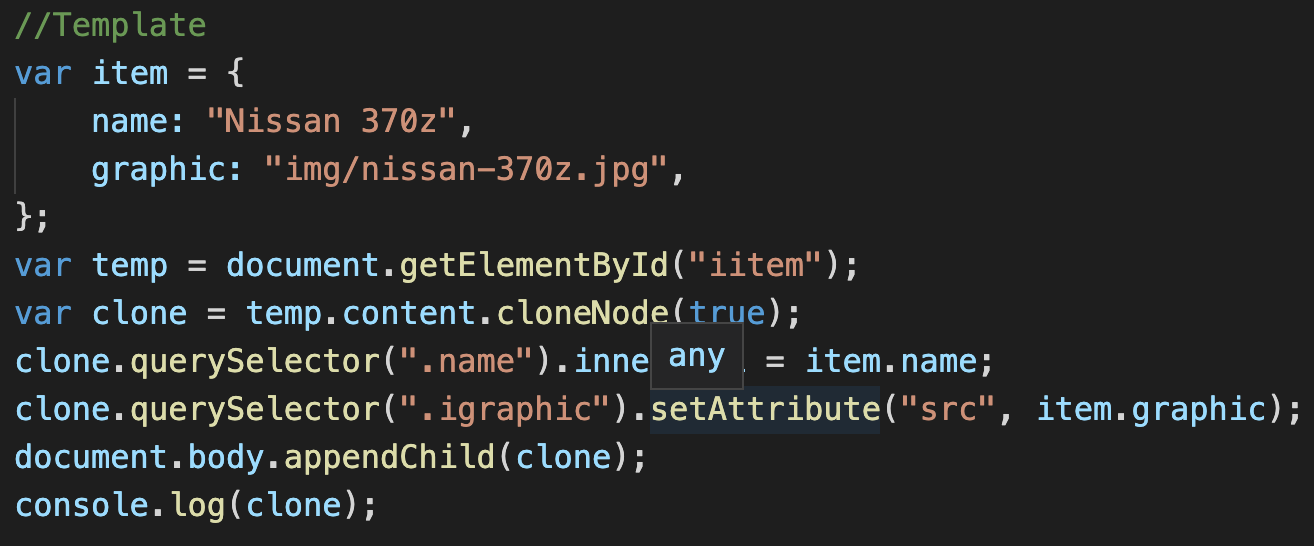 //Template
var item = {
    name: "Nissan 370z",
    graphic: "img/nissan-370z.jpg",
};
var temp = document.getElementById("iitem");
var clone = temp.content.cloneNode(true);
clone.querySelector(".name").inne any = item.name;
clone.querySelector(".igraphic").setAttribute("src", item.graphic);
document.body.appendChild(clone);
console.log(clone);